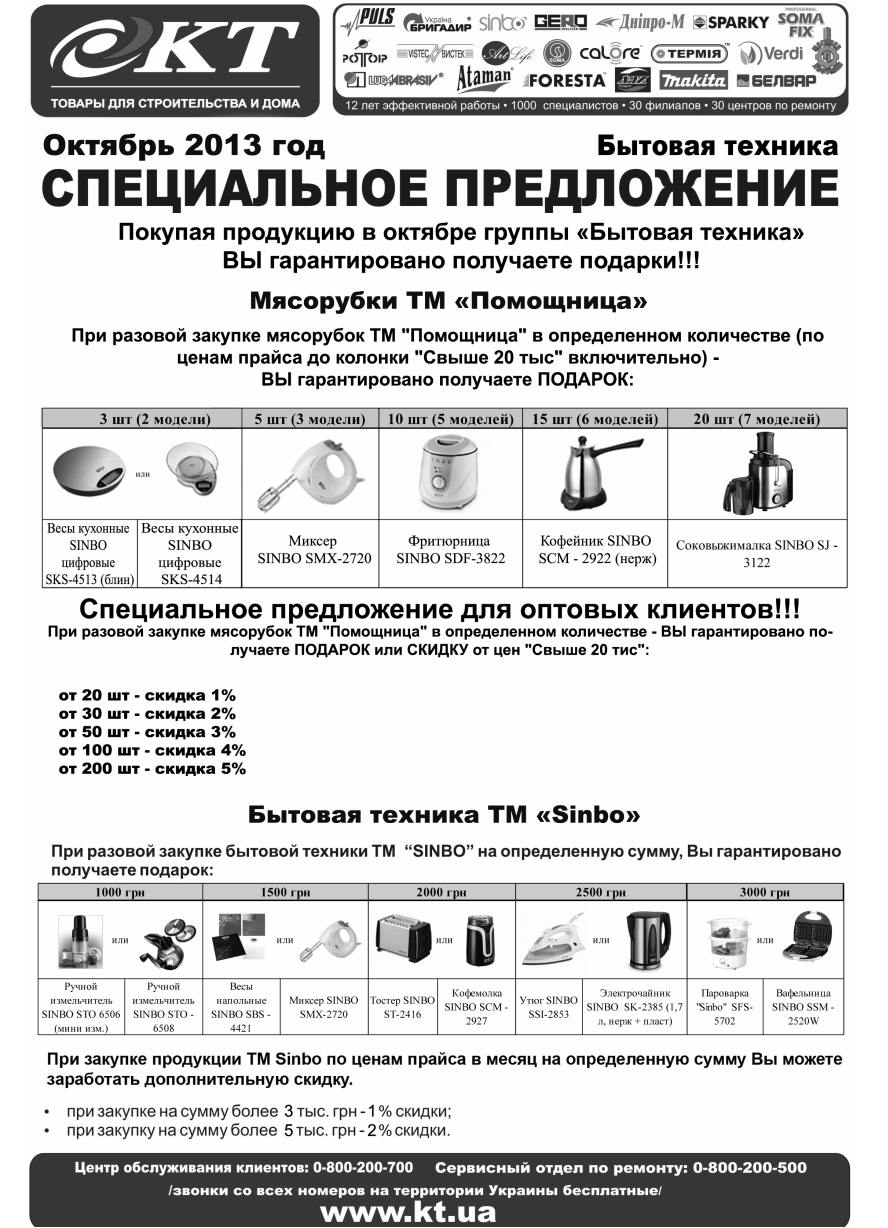 КТ
ТОВАРЫ ДЛЯ СТРОИТЕЛЬСТВА И ДОМА
PULS Україна БРИГАДИР sinbo GERO Дніпро-М SPARKY PROFESSIONAL SOMA FIX
РОТТОІР VISTEC ВИСТЕК Art Life SOMA calore ТЕРМІЯ Verdi
LUGAABRASIV Ataman FORESTA makita БЕЛВАР
12 лет эффективной работы • 1000 специалистов • 30 филиалов • 30 центров по ремонту
Октябрь 2013 год Бытовая техника
СПЕЦИАЛЬНОЕ ПРЕДЛОЖЕНИЕ
Покупая продукцию в октябре группы «Бытовая техника»
ВЫ гарантировано получаете подарки!!!
Мясорубки ТМ «Помощница»
При разовой закупке мясорубок ТМ "Помощница" в определенном количестве (по
ценам прайса до колонки "Свыше 20 тыс" включительно) -
ВЫ гарантировано получаете ПОДАРОК:
3 шт (2 модели) 5 шт (3 модели) 10 шт (5 моделей) 15 шт (6 моделей) 20 шт (7 моделей)
или
Весы кухонные
SINBO
цифровые
SKS-4513 (блин)
Весы кухонные
SINBO
цифровые
SKS-4514
Миксер
SINBO SMX-2720
Фритюрница
SINBO SDF-3822
Кофейник SINBO
SCM - 2922 (нерж)
Соковыжималка SINBO SJ -
3122
Специальное предложение для оптовых клиентов!!!
При разовой закупке мясорубок ТМ "Помощница" в определенном количестве - ВЫ гарантировано по-
лучаете ПОДАРОК или СКИДКУ от цен "Свыше 20 тис":
от 20 шт - скидка 1%
от 30 шт - скидка 2%
от 50 шт - скидка 3%
от 100 шт - скидка 4%
от 200 шт - скидка 5%
Бытовая техника ТМ «Sinbo»
При разовой закупке бытовой техники ТМ “SINBO” на определенную сумму, Вы гарантировано
получаете подарок:
1000 грн 1500 грн 2000 грн 2500 грн 3000 грн
или или или или или
Ручной
измельчитель
SINBO STO 6506
(мини изм.)
Ручной
измельчитель
SINBO STO -
6508
Весы
напольные
SINBO SBS -
4421
Миксер SINBO
SMX-2720
Тостер SINBO
ST-2416
Кофемолка
SINBO SCM -
2927
Утюг SINBO
SSI-2853
Электрочайник
SINBO SK-2385 (1,7
л, нерж + пласт)
Пароварка
"Sinbo" SFS-
5702
Вафельница
SINBO SSM -
2520W
При закупке продукции ТМ Sinbo по ценам прайса в месяц на определенную сумму Вы можете
заработать дополнительную скидку.
• при закупке на сумму более 3 тыс. грн - 1% скидки;
• при закупку на сумму более 5 тыс. грн - 2% скидки.
Центр обслуживания клиентов: 0-800-200-700 Сервисный отдел по ремонту: 0-800-200-500
/звонки со всех номеров на территории Украины бесплатные/
www.kt.ua